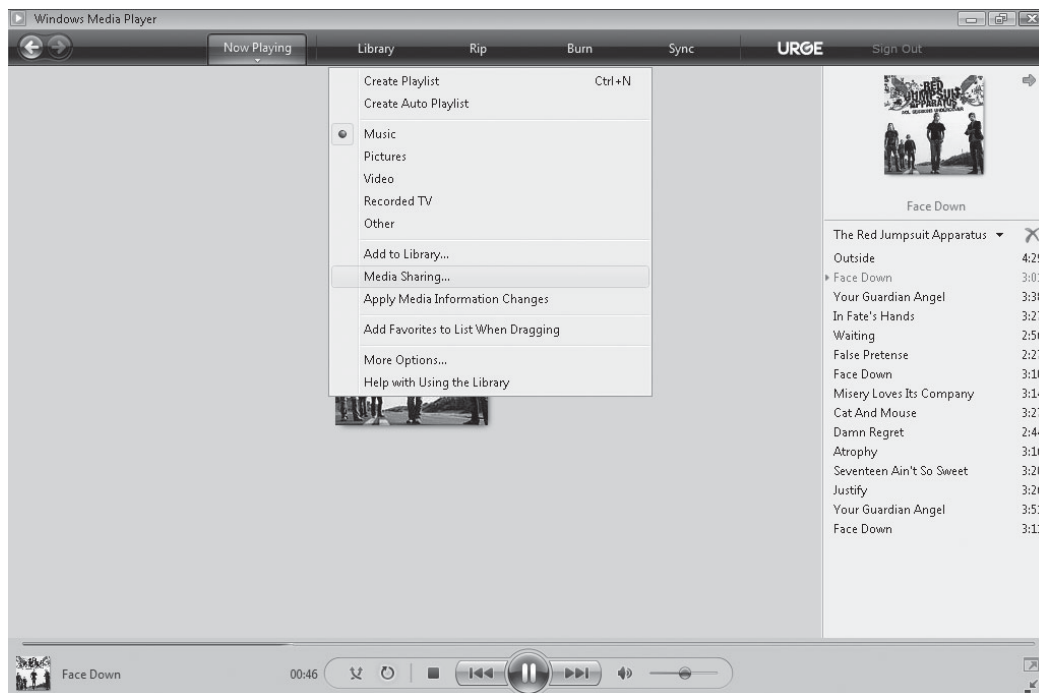 Windows Media Player
Now Playing Library Rip Burn Sync URGE Sign Out
Create Playlist Ctrl+N
Create Auto Playlist
Music
Pictures
Video
Recorded TV
Other
Add to Library...
Media Sharing...
Apply Media Information Changes
Add Favorites to List When Dragging
More Options...
Help with Using the Library
RED JUMPSUIT APPARATUS
Face Down
The Red Jumpsuit Apparatus
Outside
Face Down
Your Guardian Angel
In Fate's Hands
Waiting
False Pretense
Face Down
Misery Loves Its Company
Cat And Mouse
Damn Regret
Atrophy
Seventeen Ain't So Sweet
Justify
Your Guardian Angel
Face Down
Face Down 00:46